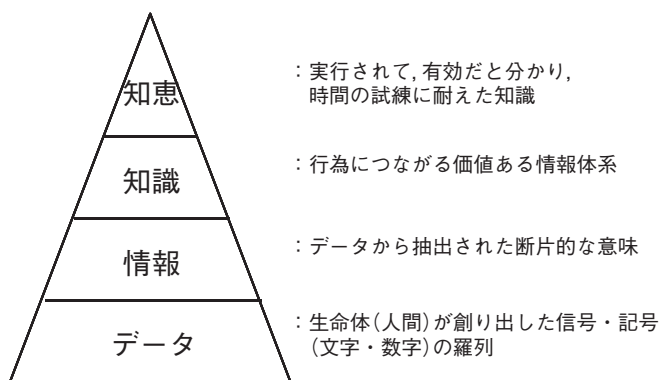 知恵
：実行されて，有効だと分かり，
時間の試練に耐えた知識
知識
：行為につながる価値ある情報体系
情報
：データから抽出された断片的な意味
データ
：生命体（人間）が創り出した信号・記号
（文字・数字）の羅列